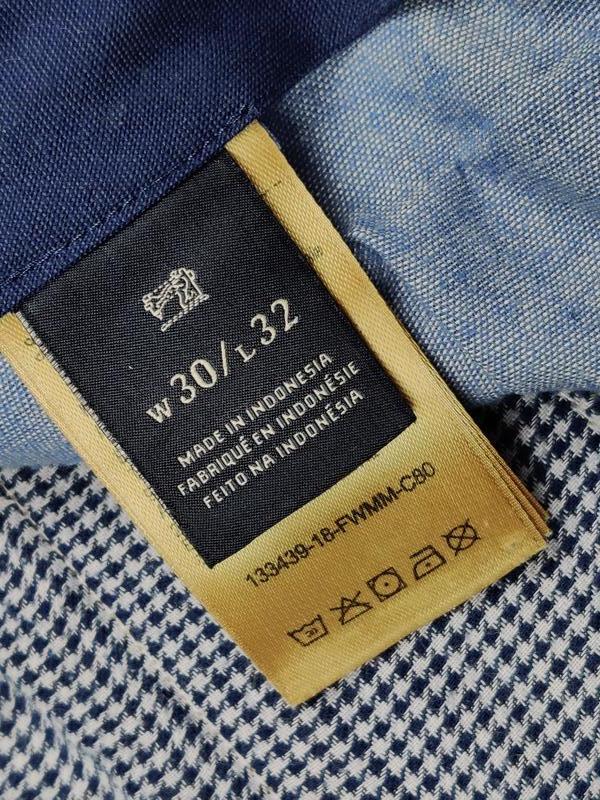 W 30/L 32
MADE IN INDONESIA
FABRIQUÉ EN INDONÉSIE
FEITO NA INDONÉSIA
133439-18-FWMM-C80